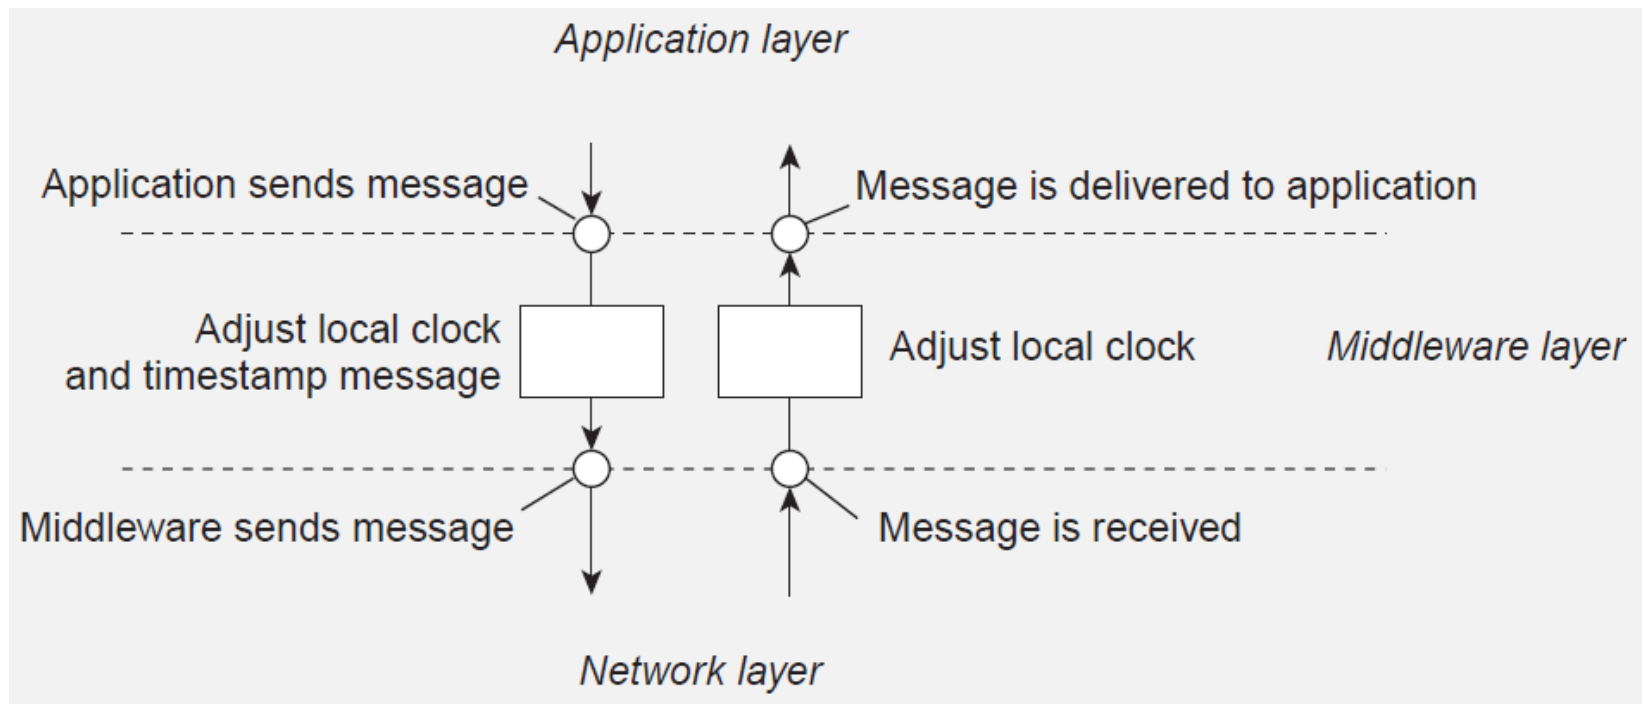 Application layer
Application sends message
Message is delivered to application
Adjust local clock
and timestamp message
Adjust local clock
Middleware layer
Middleware sends message
Message is received
Network layer